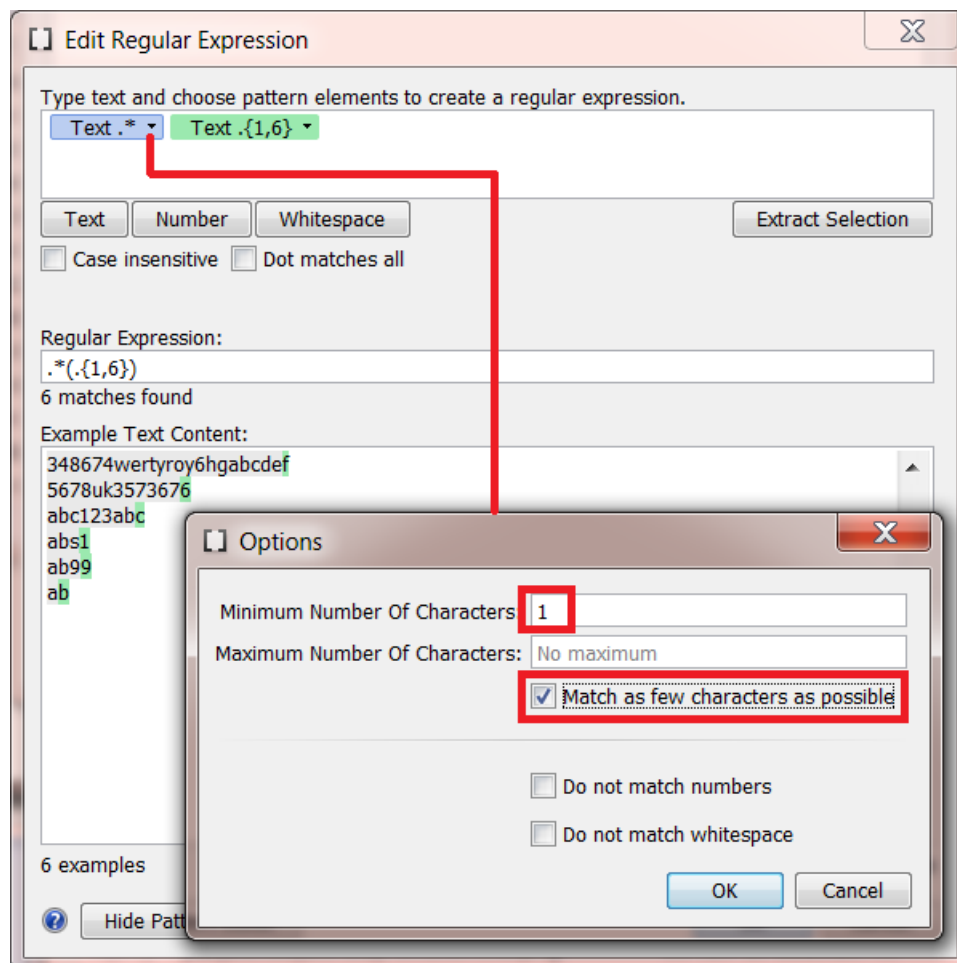 [] Edit Regular Expression
Type text and choose pattern elements to create a regular expression.
Text .* Text .{1,6}
Text Number Whitespace Extract Selection
Case insensitive Dot matches all
Regular Expression:
.*(.{1,6})
6 matches found
Example Text Content:
348674wertyroy6hgabcdef
5678uk3573676
abc123abc
abs1
ab99
ab
[] Options
Minimum Number Of Characters: 1
Maximum Number Of Characters: No maximum
Match as few characters as possible
Do not match numbers
Do not match whitespace
OK Cancel
6 examples
? Hide Patt